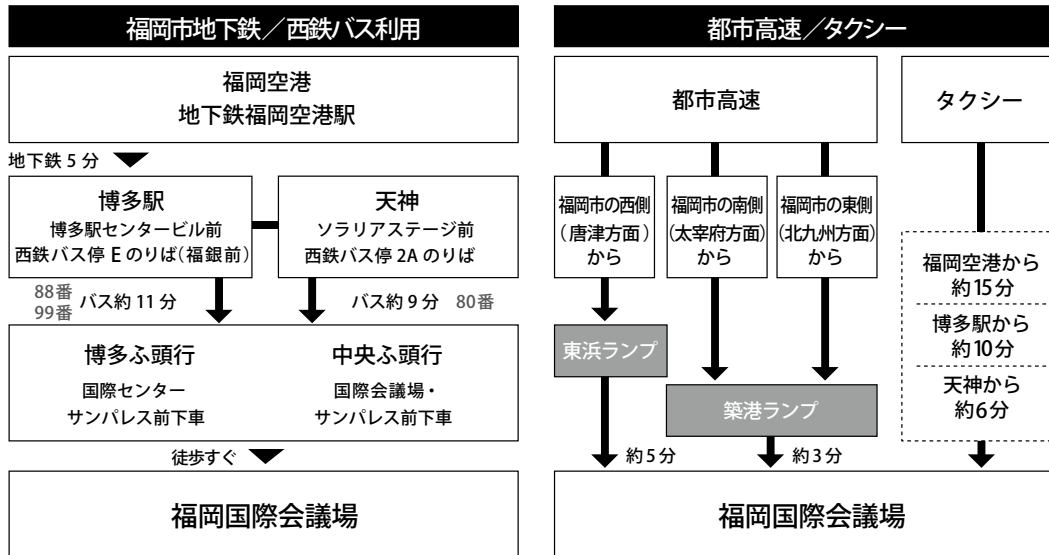 福岡市地下鉄／西鉄バス利用
福岡空港
地下鉄福岡空港駅
地下鉄 5 分
博多駅
博多駅センタービル前
西鉄バス停 E のりば（福銀前）
天神
ソラリアステージ前
西鉄バス停 2A のりば
88番
99番
バス約 11 分
バス約 9 分
80番
博多ふ頭行
国際センター
サンパレス前下車
中央ふ頭行
国際会議場・
サンパレス前下車
徒歩すぐ
福岡国際会議場
都市高速／タクシー
都市高速
福岡市の西側
（唐津方面）
から
福岡市の南側
（太宰府方面）
から
福岡市の東側
（北九州方面）
から
東浜ランプ
築港ランプ
約5分
約3分
タクシー
福岡空港から
約15分
博多駅から
約10分
天神から
約6分
福岡国際会議場